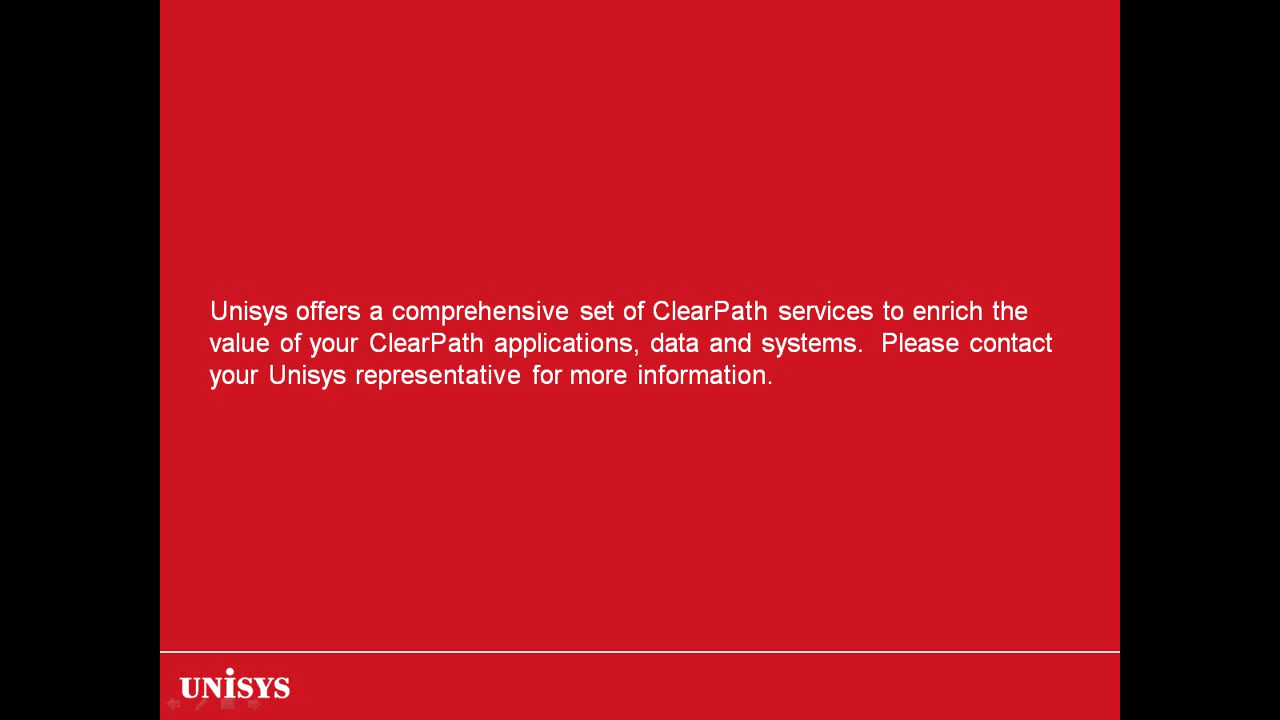 Unisys offers a comprehensive set of ClearPath services to enrich the
value of your ClearPath applications, data and systems.  Please contact
your Unisys representative for more information.
UNiSYS